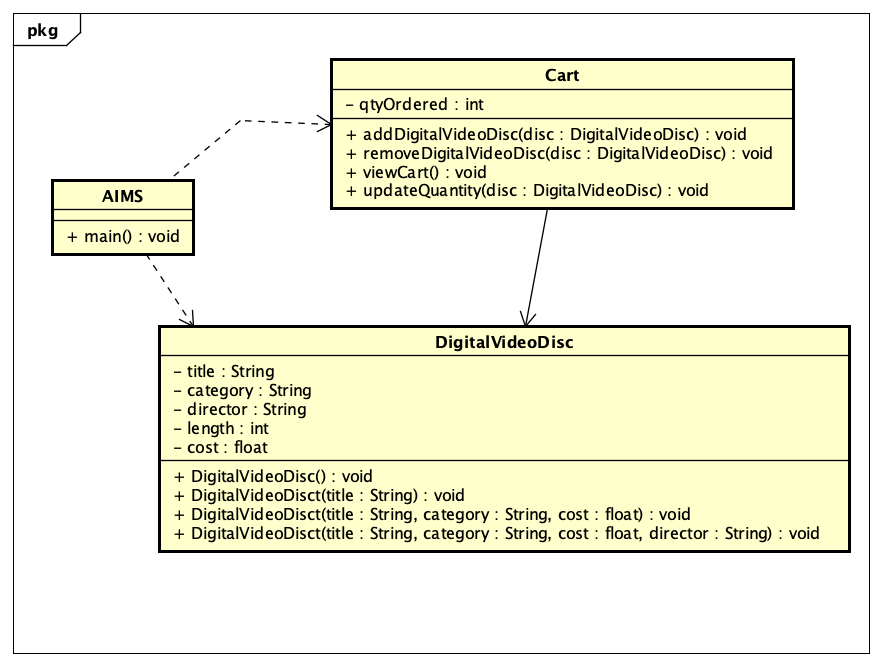 pkg
Cart
- qtyOrdered : int
+ addDigitalVideoDisc(disc : DigitalVideoDisc) : void
+ removeDigitalVideoDisc(disc : DigitalVideoDisc) : void
+ viewCart() : void
+ updateQuantity(disc : DigitalVideoDisc) : void
AIMS
+ main() : void
DigitalVideoDisc
- title : String
- category : String
- director : String
- length : int
- cost : float
+ DigitalVideoDisc() : void
+ DigitalVideoDisct(title : String) : void
+ DigitalVideoDisct(title : String, category : String, cost : float) : void
+ DigitalVideoDisct(title : String, category : String, cost : float, director : String) : void